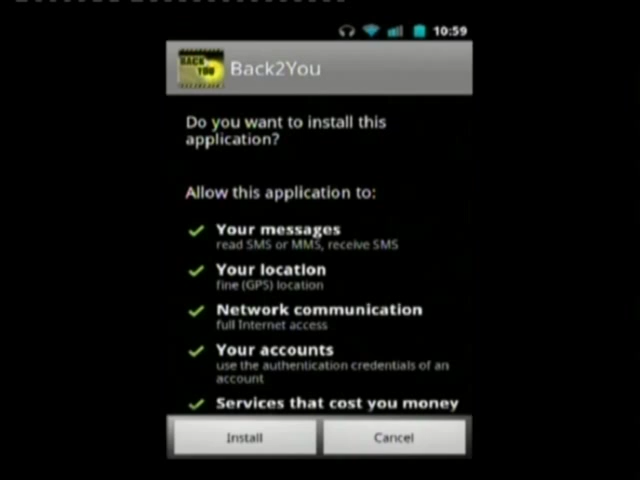 10:59
BACK
YOU
Back2You
Do you want to install this
application?
Allow this application to:
Your messages
read SMS or MMS, receive SMS
Your location
fine (GPS) location
Network communication
full Internet access
Your accounts
use the authentication credentials of an
account
Services that cost you money
Install
Cancel